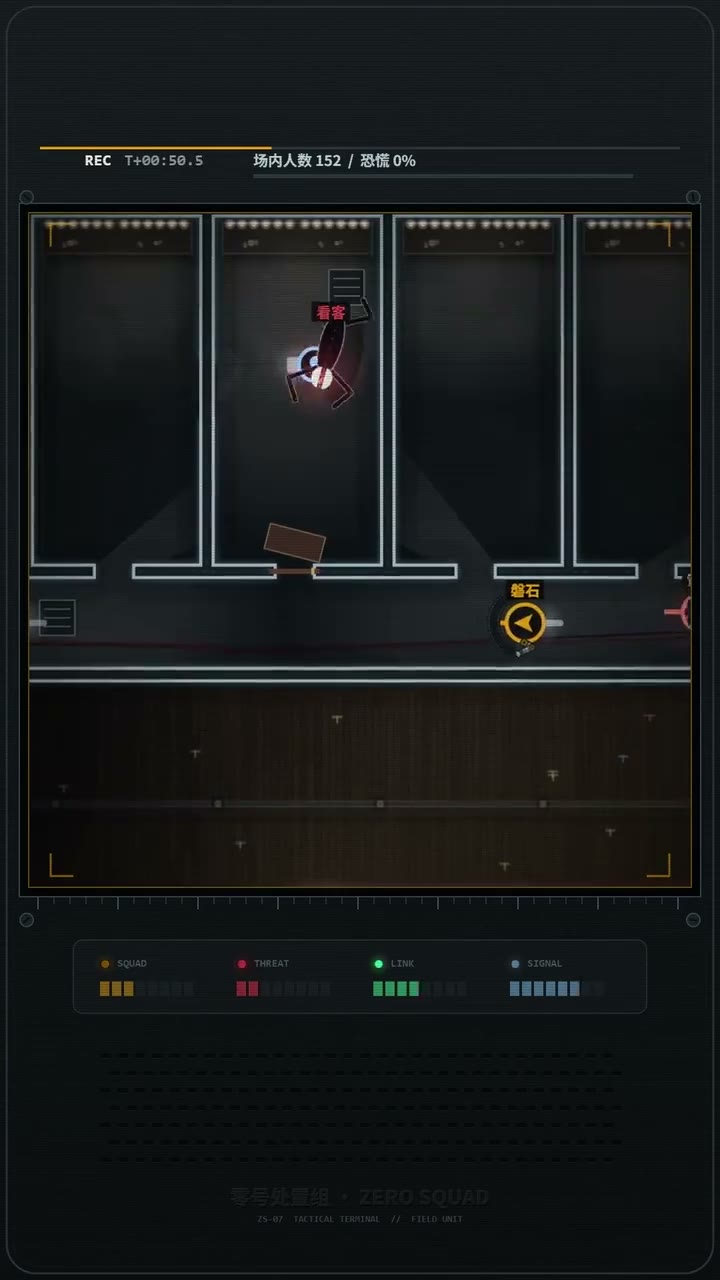 REC T+00:50.5 场内人数 152 / 恐慌 0%
看客
磐石
SQUAD THREAT LINK SIGNAL
零号处置组 · ZERO SQUAD
ZS-07 TACTICAL TERMINAL // FIELD UNIT